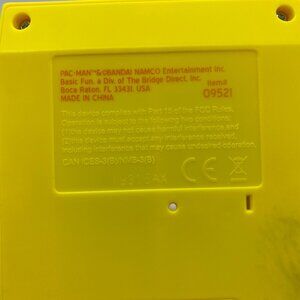 PAC-MAN™&©BANDAI NAMCO Entertainment Inc.
Basic Fun, a Div. of The Bridge Direct, Inc.
Boca Raton, FL 33431, USA
MADE IN CHINA
Item#
09521
This device complies with Part 15 of the FCC Rules.
Operation is subject to the following two conditions:
(1)this device may not cause harmful interference,and
(2)this device must accept any interference received,
including interference that may cause undesired operation.
CAN ICES-3(B)/NMB-3(B)